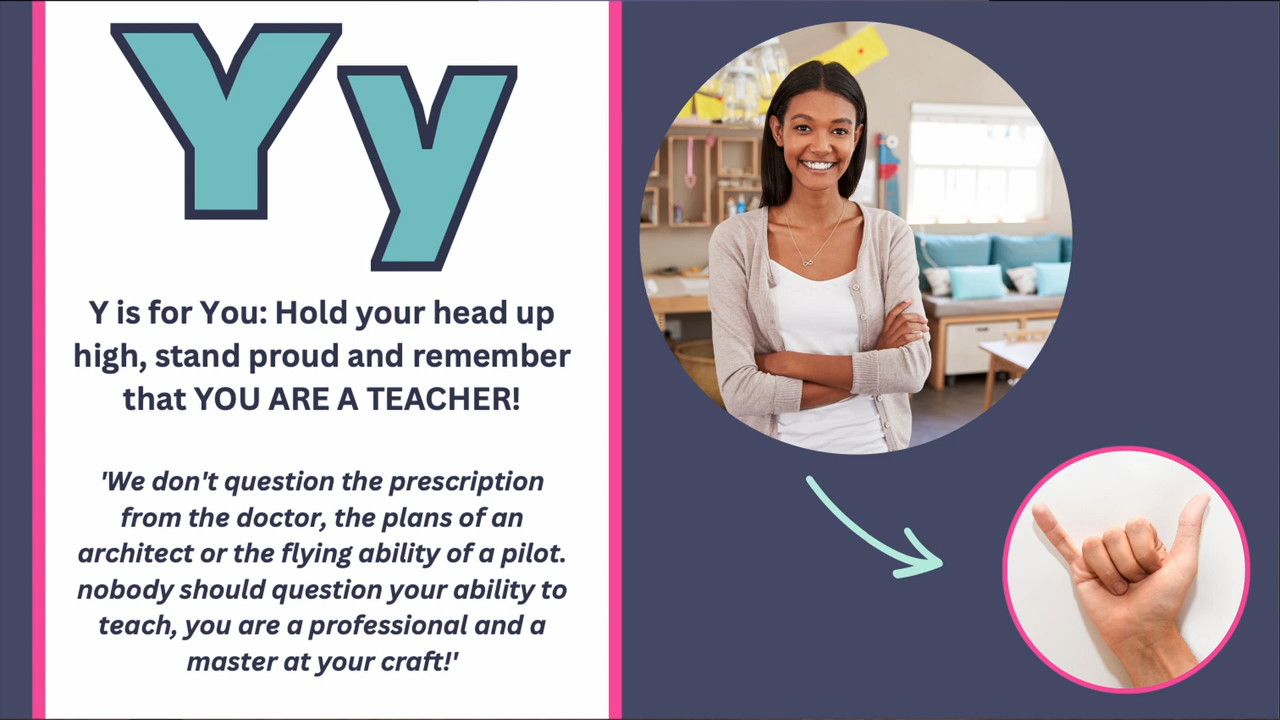 Yy
Y is for You: Hold your head up
high, stand proud and remember
that YOU ARE A TEACHER!
'We don't question the prescription
from the doctor, the plans of an
architect or the flying ability of a pilot.
nobody should question your ability to
teach, you are a professional and a
master at your craft!'